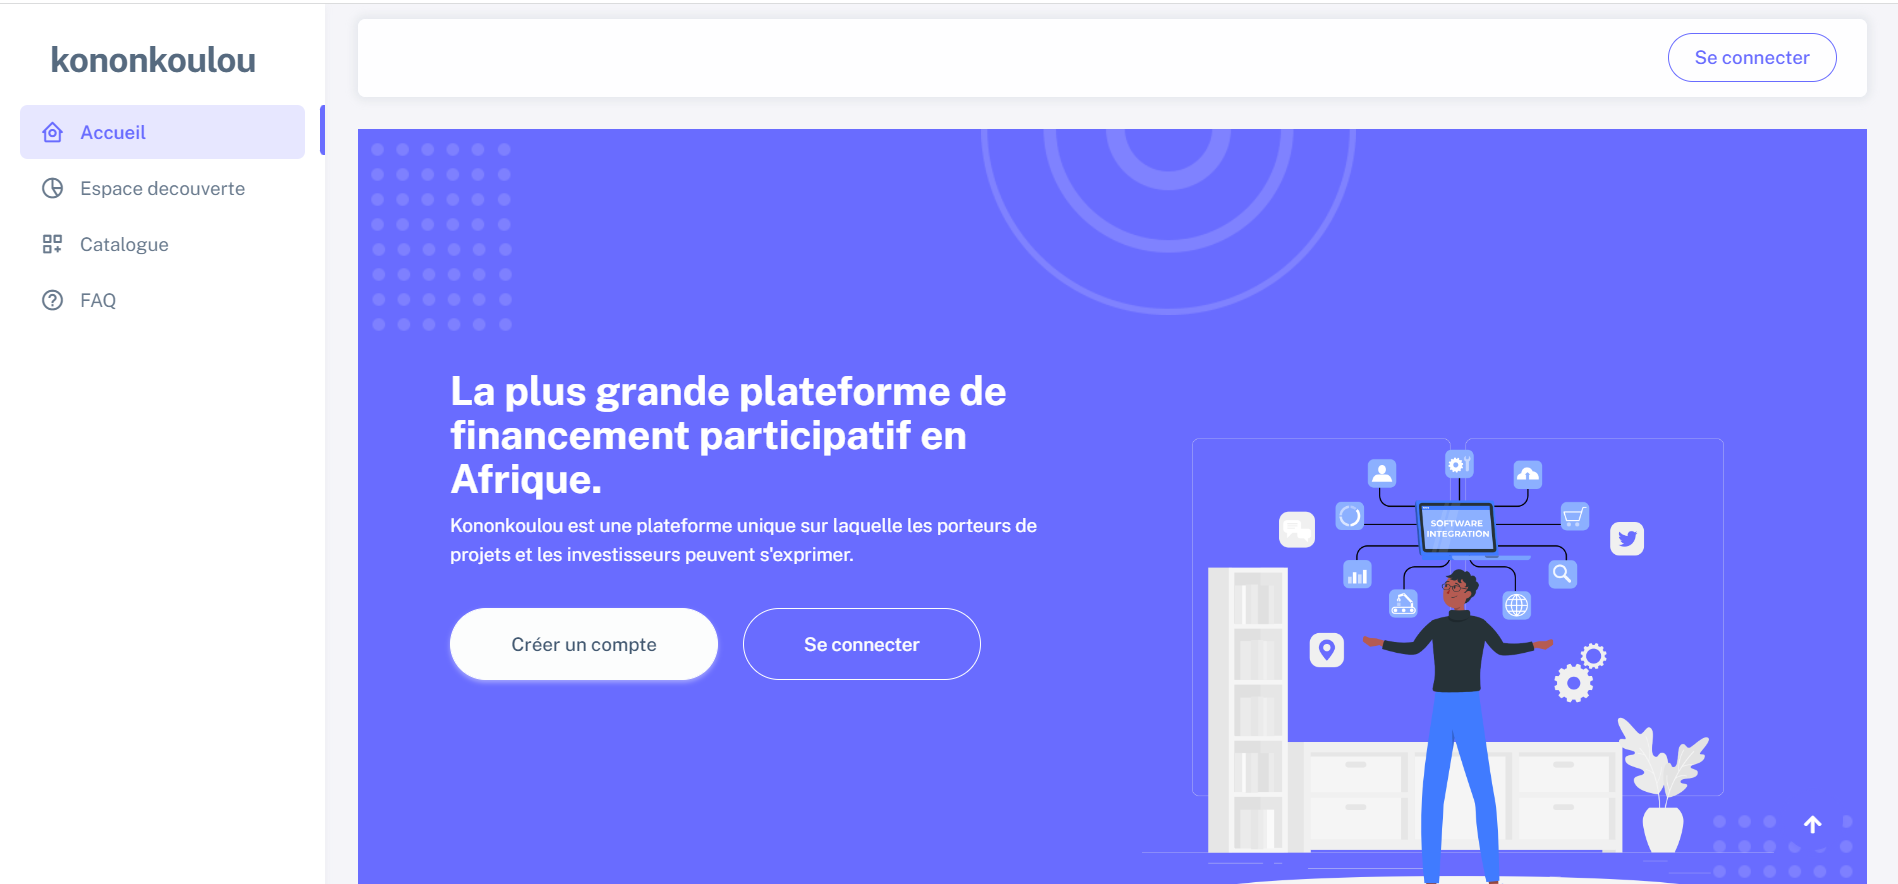 kononkoulou
Accueil
Espace decouverte
Catalogue
FAQ
Se connecter
La plus grande plateforme de
financement participatif en
Afrique.
Kononkoulou est une plateforme unique sur laquelle les porteurs de
projets et les investisseurs peuvent s'exprimer.
Créer un compte
Se connecter
SOFTWARE
INTEGRATION